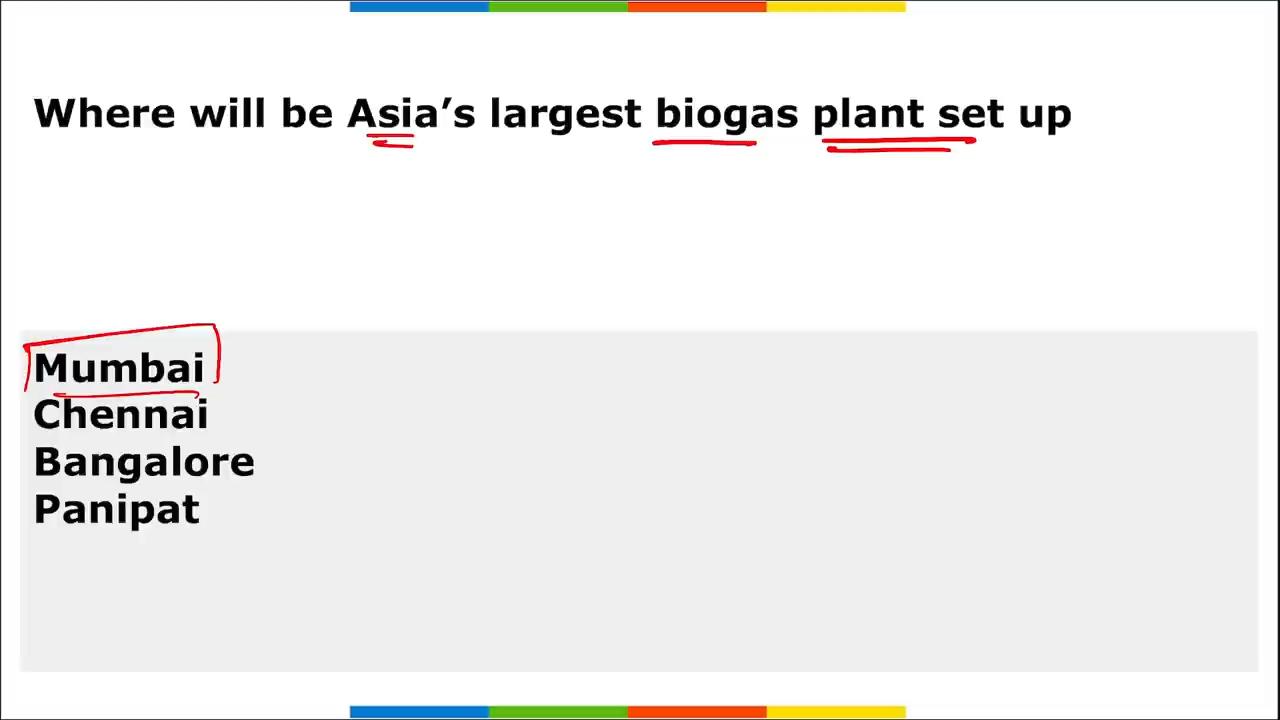 Where will be Asia’s largest biogas plant set up
Mumbai
Chennai
Bangalore
Panipat